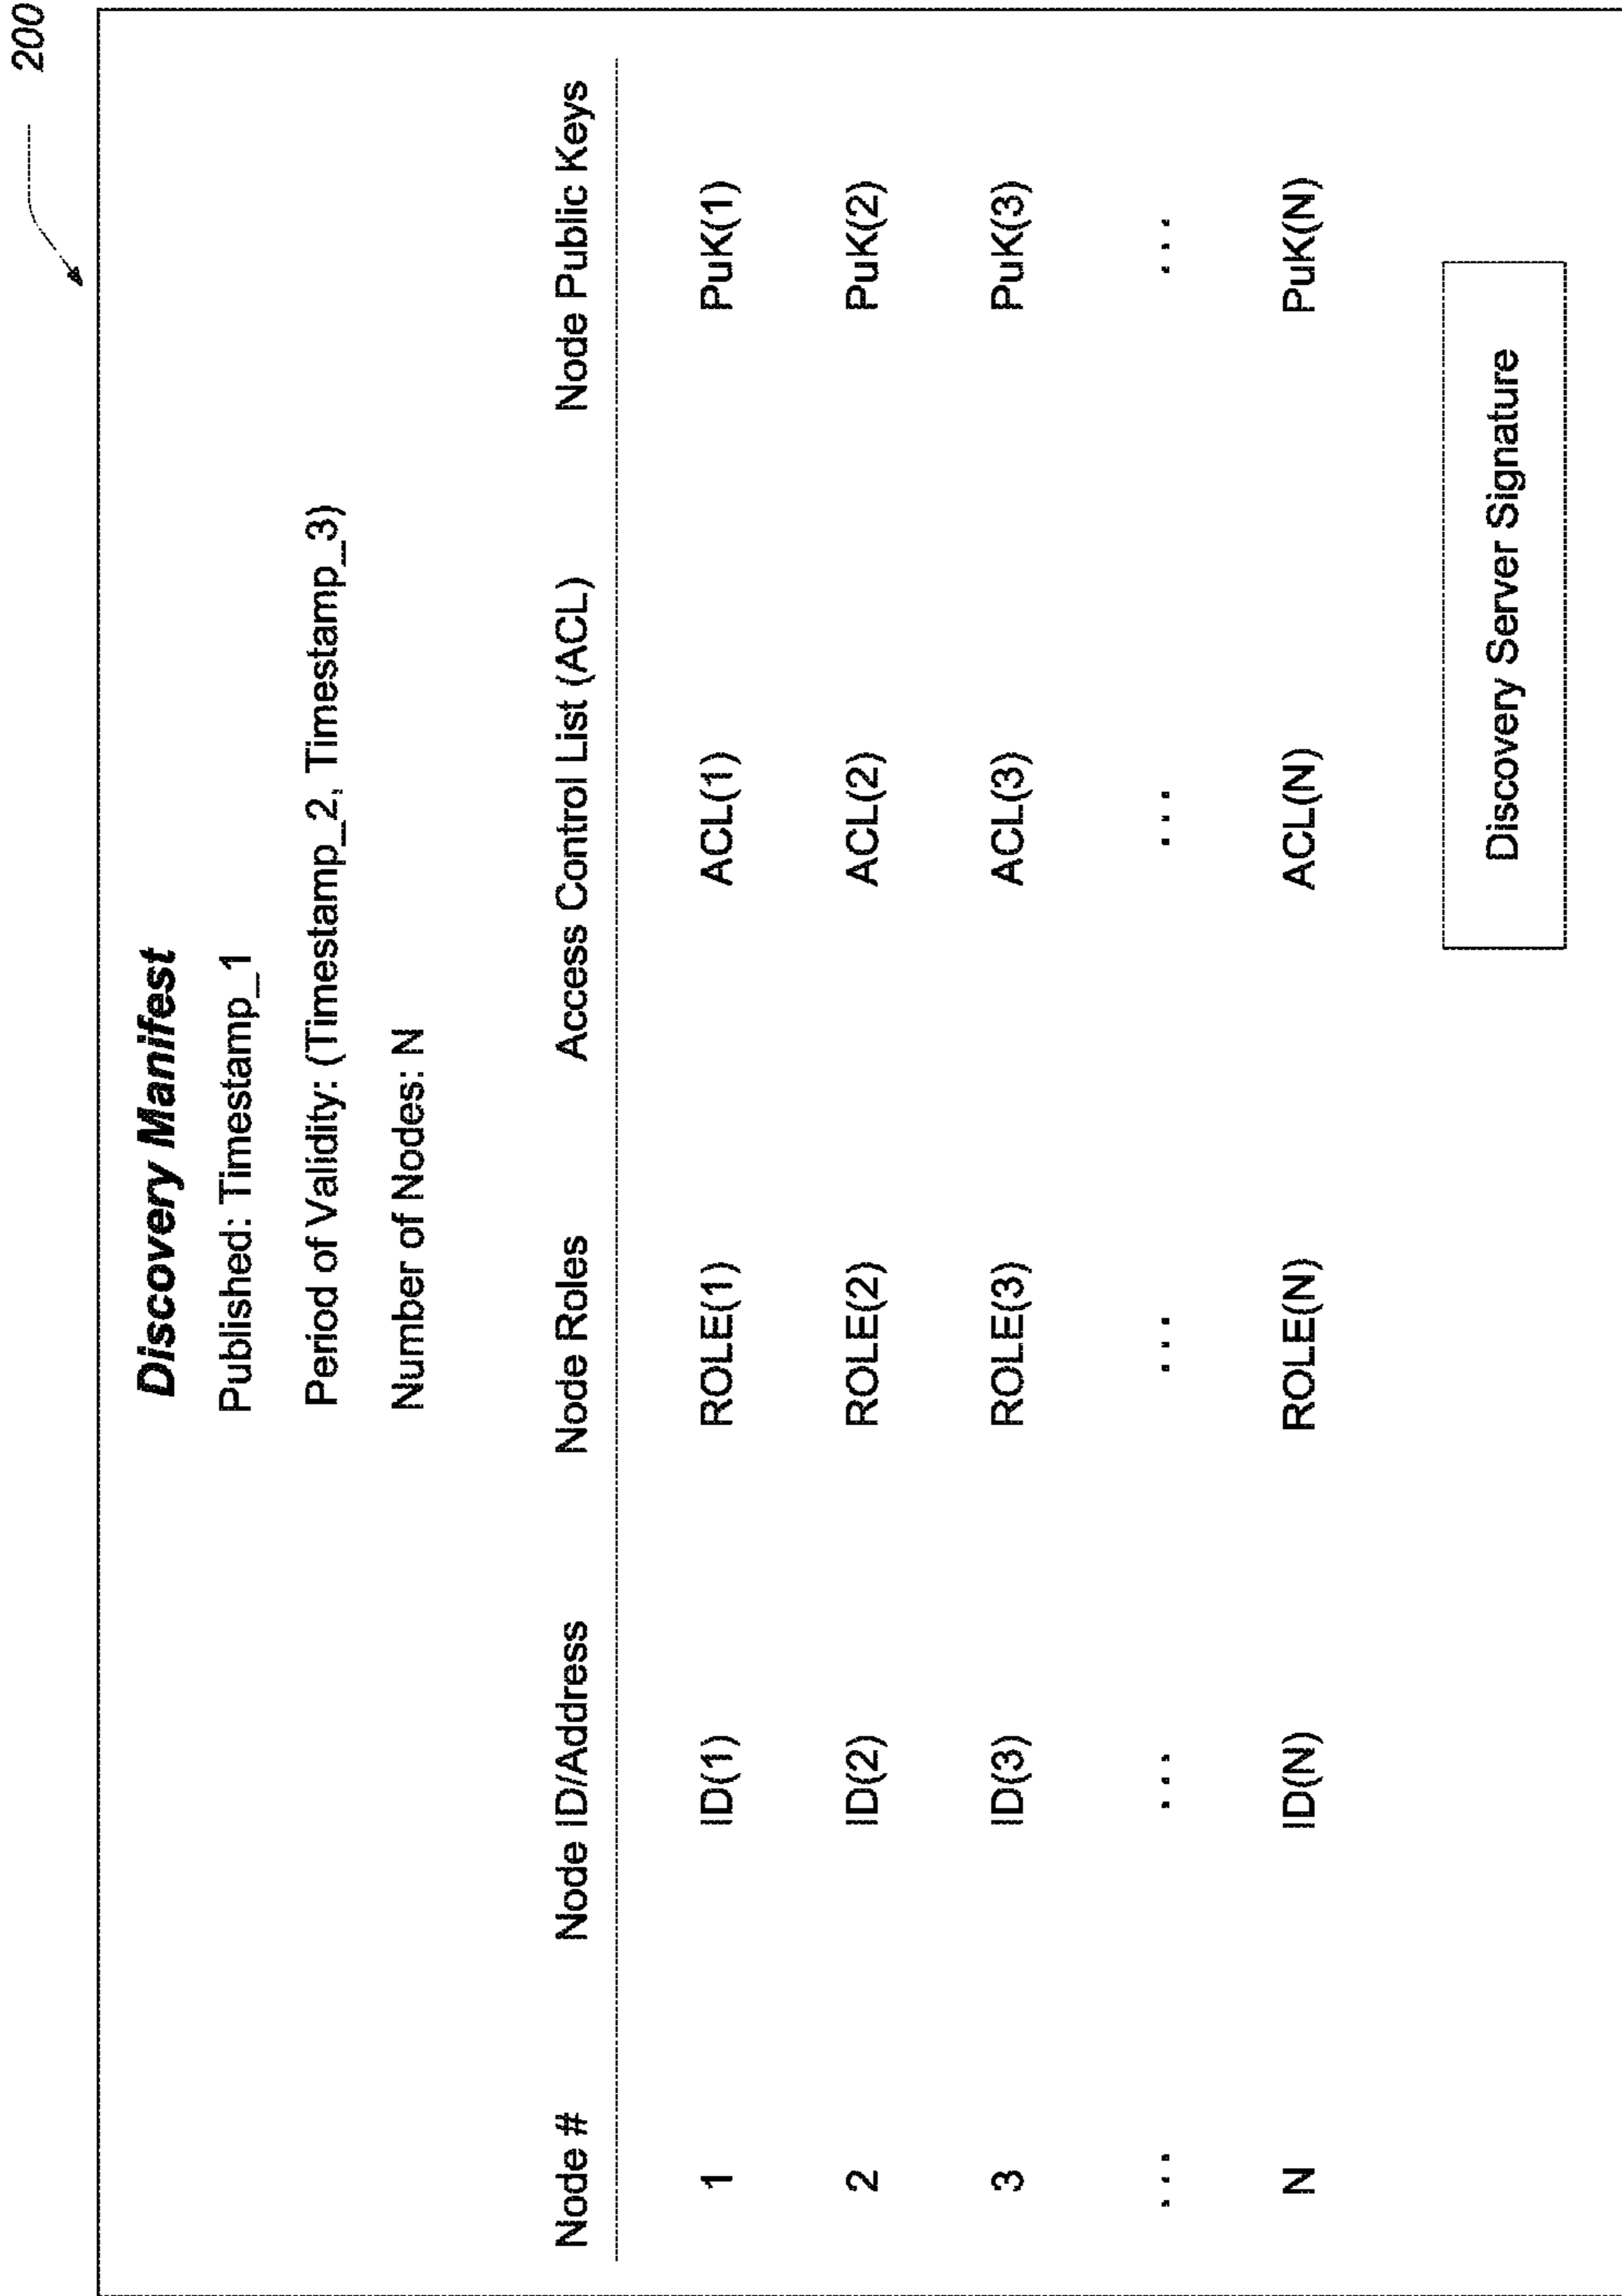 200
Discovery Manifest
Published: Timestamp_1
Period of Validity: (Timestamp_2, Timestamp_3)
Number of Nodes: N
Node # Node ID/Address Node Roles Access Control List (ACL) Node Public Keys
1 ID(1) ROLE(1) ACL(1) PuK(1)
2 ID(2) ROLE(2) ACL(2) PuK(2)
3 ID(3) ROLE(3) ACL(3) PuK(3)
... ... ... ... ...
N ID(N) ROLE(N) ACL(N) PuK(N)
Discovery Server Signature